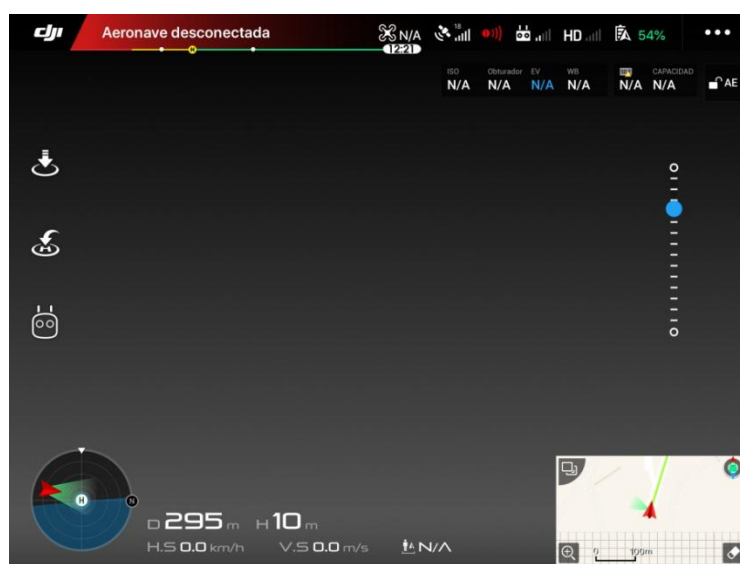 dji Aeronave desconectada N/A 18 HD 54%
12:21
ISO Obturador EV WB CAPACIDAD
N/A N/A N/A N/A N/A N/A AE
H
H
H N
D 295 m H 10 m
H.S 0.0 km/h V.S 0.0 m/s N/A
0 100m